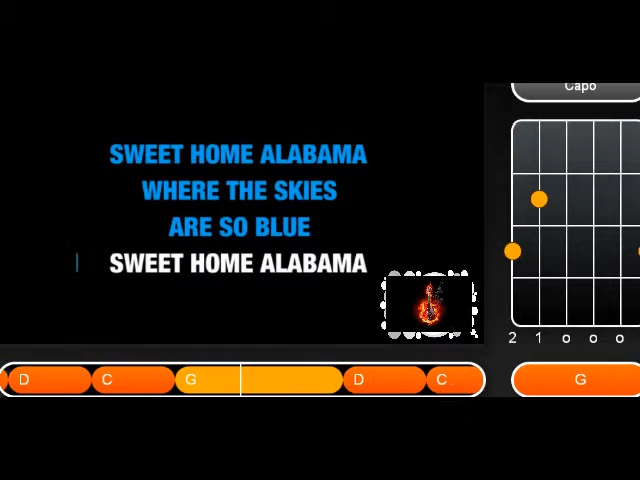 Capo
SWEET HOME ALABAMA
WHERE THE SKIES
ARE SO BLUE
SWEET HOME ALABAMA
2 1 o o o
D C G D C
G